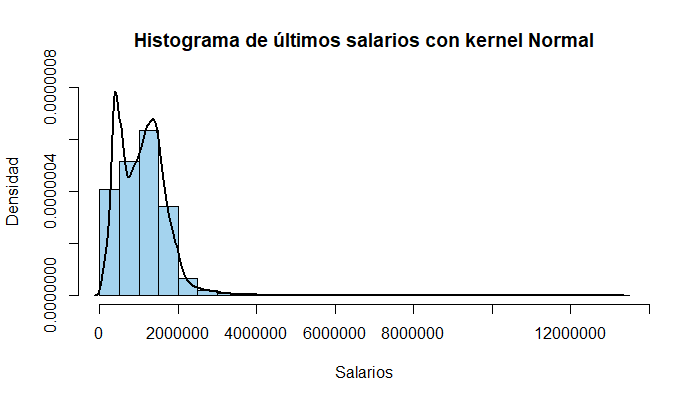 Histograma de últimos salarios con kernel Normal
Densidad
0.0000008
0.0000004
0.0000000
0 2000000 4000000 6000000 8000000 12000000
Salarios